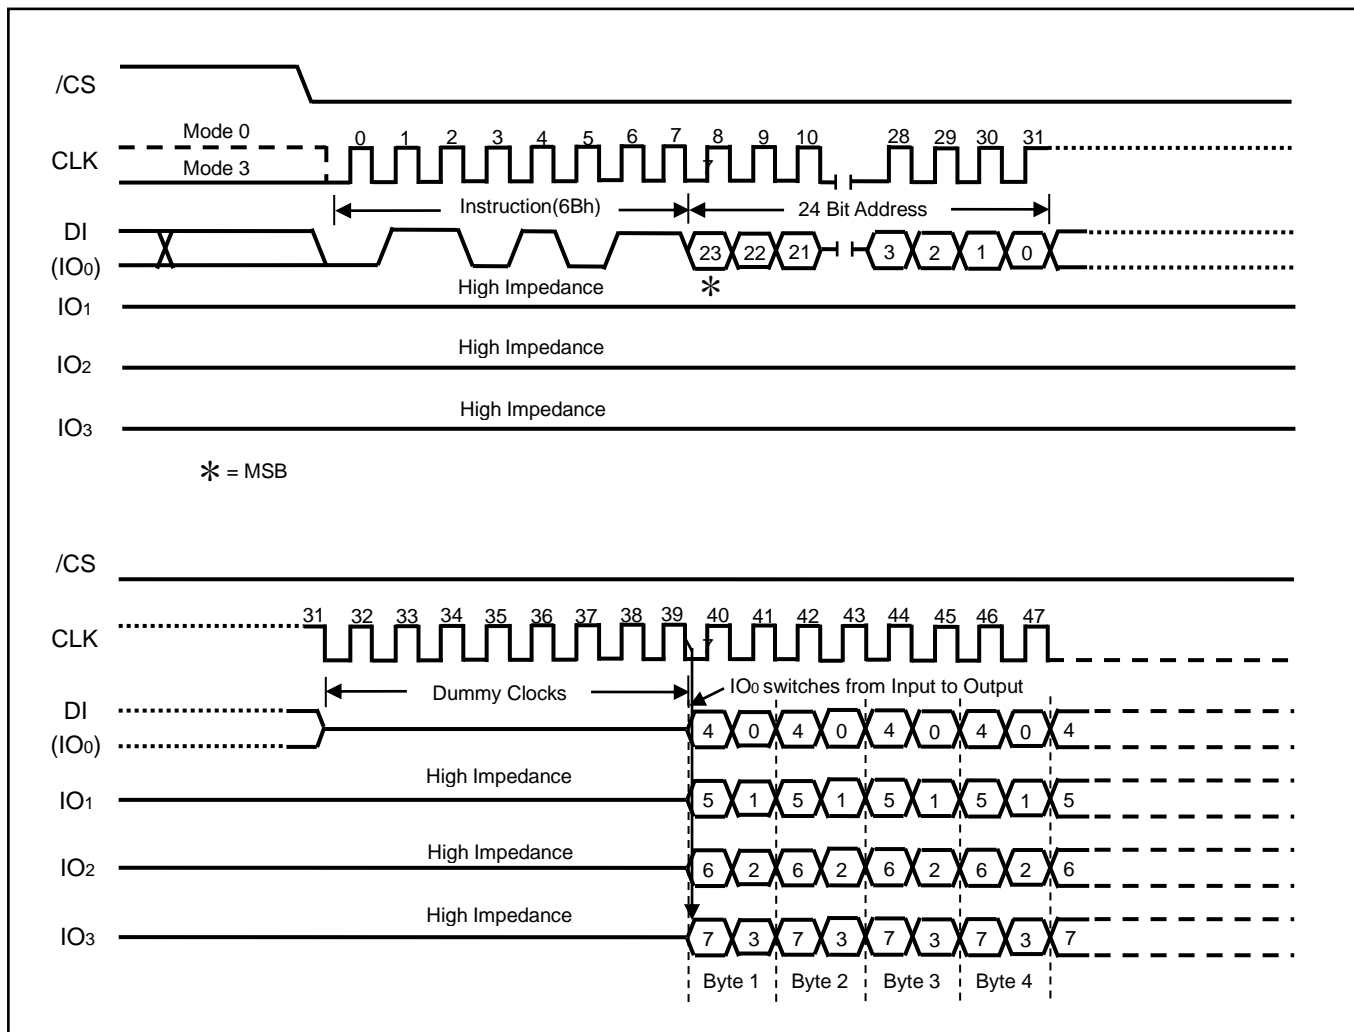 /CS
Mode 0
CLK
Mode 3
0 1 2 3 4 5 6 7 8 9 10 28 29 30 31
7
Instruction(6Bh) 24 Bit Address
DI
(IO0)
23 22 21 3 2 1 0
High Impedance *
IO1
High Impedance
IO2
High Impedance
IO3
* = MSB
/CS
31 32 33 34 35 36 37 38 39 40 41 42 43 44 45 46 47
CLK
7
Dummy Clocks IO0 switches from Input to Output
DI
(IO0)
4 0 4 0 4 0 4 0 4
High Impedance
IO1 5 1 5 1 5 1 5 1 5
High Impedance
IO2 6 2 6 2 6 2 6 2 6
High Impedance
IO3 7 3 7 3 7 3 7 3 7
Byte 1 Byte 2 Byte 3 Byte 4